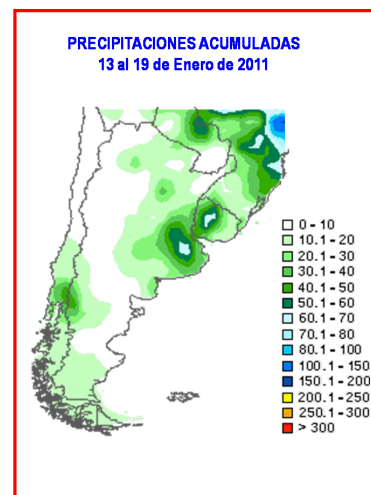 PRECIPITACIONES ACUMULADAS
13 al 19 de Enero de 2011
0 - 10
10.1 - 20
20.1 - 30
30.1 - 40
40.1 - 50
50.1 - 60
60.1 - 70
70.1 - 80
80.1 - 100
100.1 - 150
150.1 - 200
200.1 - 250
250.1 - 300
> 300